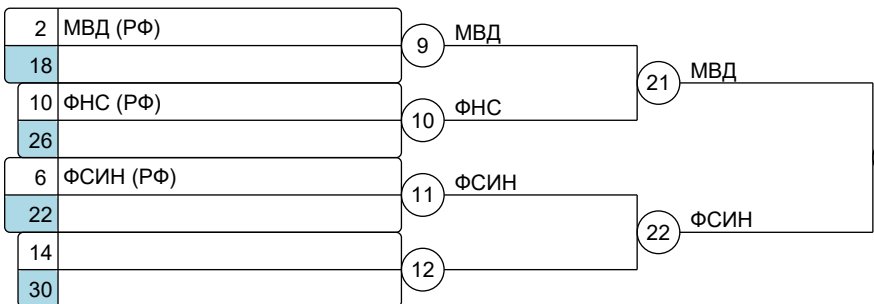 2 МВД (РФ)
18
9 МВД
10 ФНС (РФ)
26
10 ФНС
21 МВД
6 ФСИН (РФ)
22
11 ФСИН
14
30
12
22 ФСИН